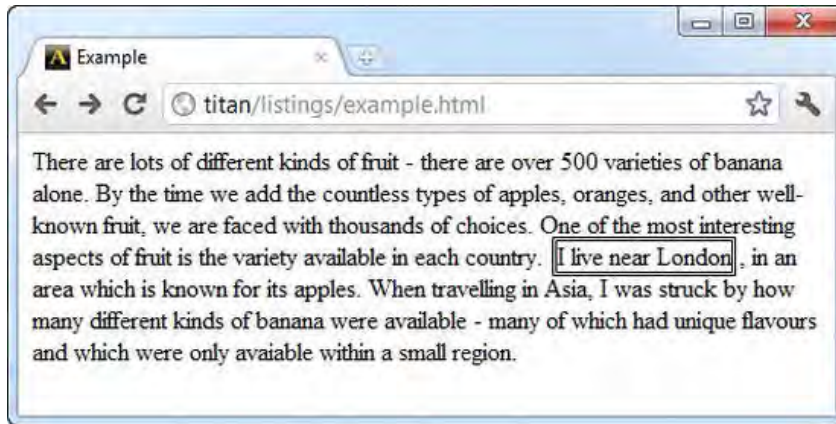 Example
titan/listings/example.html
There are lots of different kinds of fruit - there are over 500 varieties of banana
alone. By the time we add the countless types of apples, oranges, and other well-
known fruit, we are faced with thousands of choices. One of the most interesting
aspects of fruit is the variety available in each country. I live near London , in an
area which is known for its apples. When travelling in Asia, I was struck by how
many different kinds of banana were available - many of which had unique flavours
and which were only avaiable within a small region.